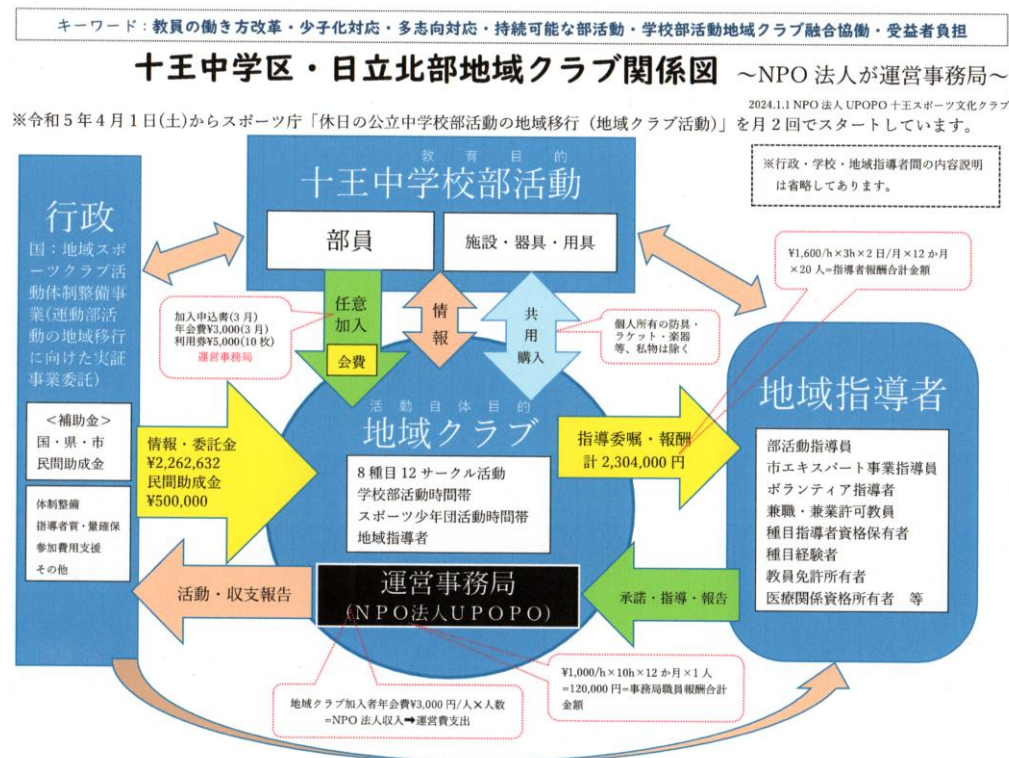 キーワード：教員の働き方改革・少子化対応・多志向対応・持続可能な部活動・学校部活動地域クラブ融合協働・受益者負担
十王中学区・日立北部地域クラブ関係図 ～NPO 法人が運営事務局～
2024.1.1 NPO 法人 UPOPO 十王スポーツ文化クラブ
※令和５年４月１日(土)からスポーツ庁「休日の公立中学校部活動の地域移行（地域クラブ活動)」を月２回でスタートしています。
※行政・学校・地域指導者間の内容説明
は省略してあります。
教育目的
十王中学校部活動
部員
施設・器具・用具
行政
国：地域スポ
ーツクラブ活
動体制整備事
業(運動部活
動の地域移行
に向けた実証
事業委託)
＜補助金＞
国・県・市
民間助成金
体制整備
指導者質・量確保
参加費用支援
その他
加入申込書(3 月)
年会費¥3,000(3 月)
利用券¥5,000(10 枚)
運営事務局
任意
加入
会費
情
報
共
用
購入
個人所有の防具・
ラケット・楽器
等、私物は除く
¥1,600/h×3h×2 日/月×12 か月
×20 人=指導者報酬合計金額
情報・委託金
¥2,262,632
民間助成金
¥500,000
活動自体目的
地域クラブ
8 種目 12 サークル活動
学校部活動時間帯
スポーツ少年団活動時間帯
地域指導者
運営事務局
(ＮＰＯ法人ＵＰＯＰＯ)
指導委嘱・報酬
計 2,304,000 円
地域指導者
部活動指導員
市エキスパート事業指導員
ボランティア指導者
兼職・兼業許可教員
種目指導者資格保有者
種目経験者
教員免許所有者
医療関係資格所有者　等
活動・収支報告
承諾・指導・報告
地域クラブ加入者年会費¥3,000 円/人×人数
=NPO 法人収入➡運営費支出
¥1,000/h×10h×12 か月×1 人
=120,000 円=事務局職員報酬合計
金額